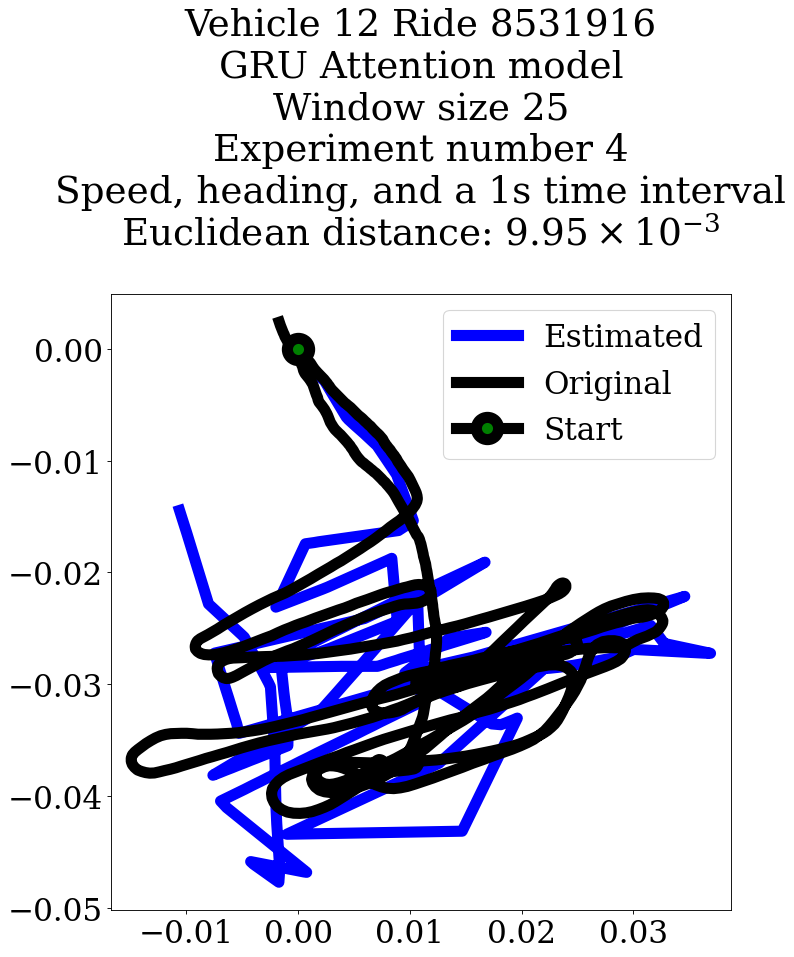 Vehicle 12 Ride 8531916
GRU Attention model
Window size 25
Experiment number 4
Speed, heading, and a 1s time interval
Euclidean distance: 9.95 × 10⁻³
Estimated
Original
Start
0.00
−0.01
−0.02
−0.03
−0.04
−0.05
−0.01 0.00 0.01 0.02 0.03